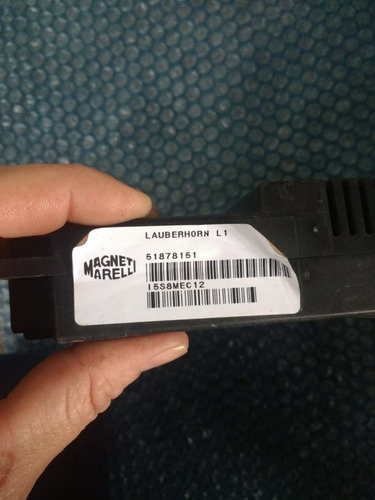 LAUBERHORN L1
MAGNETI
MARELLI
51878151
I5S8MEC12